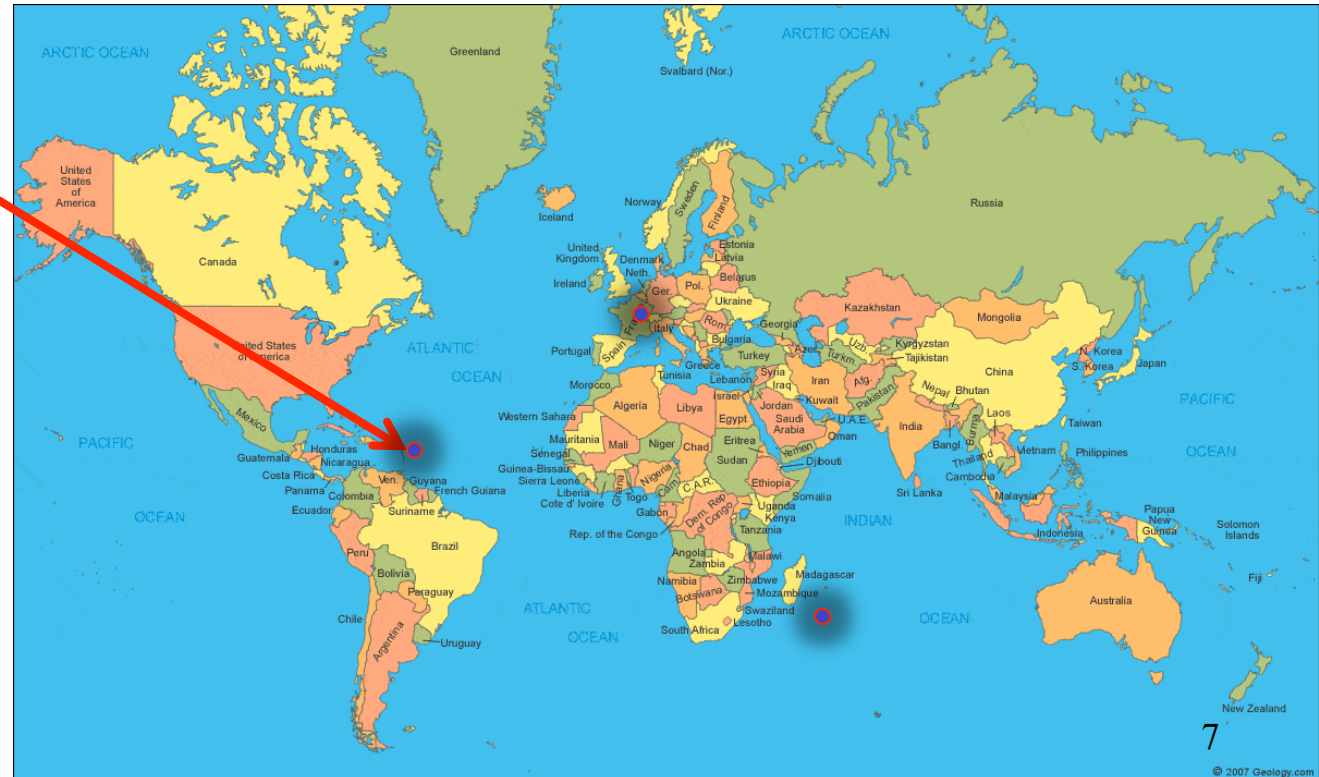 ARCTIC OCEAN
ARCTIC OCEAN
Greenland
Svalbard (Nor.)
United
States
of
America
Canada
Iceland
Norway
Sweden
Finland
Russia
United
Kingdom
Ireland
Denmark
Neth.
Estonia
Latvia
Belarus
Ger.
Pol.
Ukraine
Kazakhstan
Mongolia
Fra
Italy
Rom.
Bulgaria
Georgia
Azer.
Uzb.
Turkm.
Kyrgyzstan
Tajikistan
N. Korea
S. Korea
Japan
China
United States
of America
ATLANTIC
OCEAN
Portugal
Spain
Greece
Turkey
Tunisia
Lebanon
Syria
Iraq
Iran
Afg.
Pakistan
Nepal
Bhutan
Morocco
Israel
Kuwait
Jordan
Algeria
Libya
Egypt
Saudi
Arabia
U.A.E.
Oman
India
Bangl.
Burma
Laos
Taiwan
PACIFIC
OCEAN
Western Sahara
Mexico
PACIFIC
OCEAN
Honduras
Guatemala
Nicaragua
Costa Rica
Panama
Mauritania
Mali
Niger
Chad
Sudan
Eritrea
Yemen
Djibouti
Senegal
Guinea-Bissau
Sierra Leone
Liberia
Cote d' Ivoire
Ghana
Togo
Nigeria
Cam.
C.A.R.
Ethiopia
Somalia
Sri Lanka
Thailand
Vietnam
Cambodia
Philippines
Malaysia
Ven.
Guyana
French Guiana
Suriname
Colombia
Ecuador
Gabon
Rep. of the Congo
Dem. Rep
of Congo
Uganda
Kenya
Tanzania
INDIAN
OCEAN
Indonesia
Papua
New
Guinea
Solomon
Islands
Peru
Brazil
Bolivia
Paraguay
Chile
Argentina
Uruguay
ATLANTIC
OCEAN
Angola
Zambia
Malawi
Namibia
Botswana
Zimbabwe
Mozambique
Madagascar
Swaziland
Lesotho
South Africa
Fiji
Australia
New Zealand
7
© 2007 Geology.com